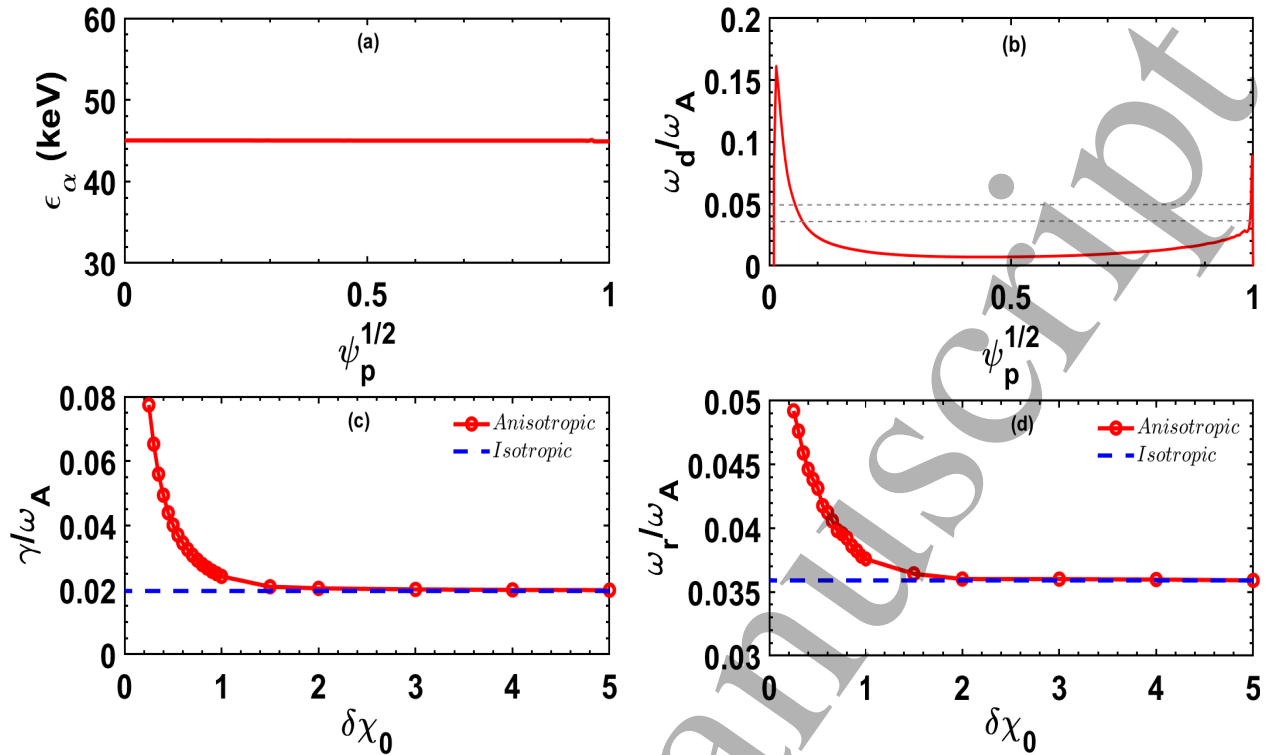 (a)
60
50
40
30
ϵ_α (keV)
0 0.5 1
ψ_p^{1/2}
(b)
0.2
0.15
0.1
0.05
0
ω_d/ω_A
0 0.5 1
ψ_p^{1/2}
(c)
0.08
0.06
0.04
0.02
0
γ/ω_A
Anisotropic
Isotropic
0 1 2 3 4 5
δχ_0
(d)
0.05
0.045
0.04
0.035
0.03
ω_r/ω_A
Anisotropic
Isotropic
0 1 2 3 4 5
δχ_0
anuscript